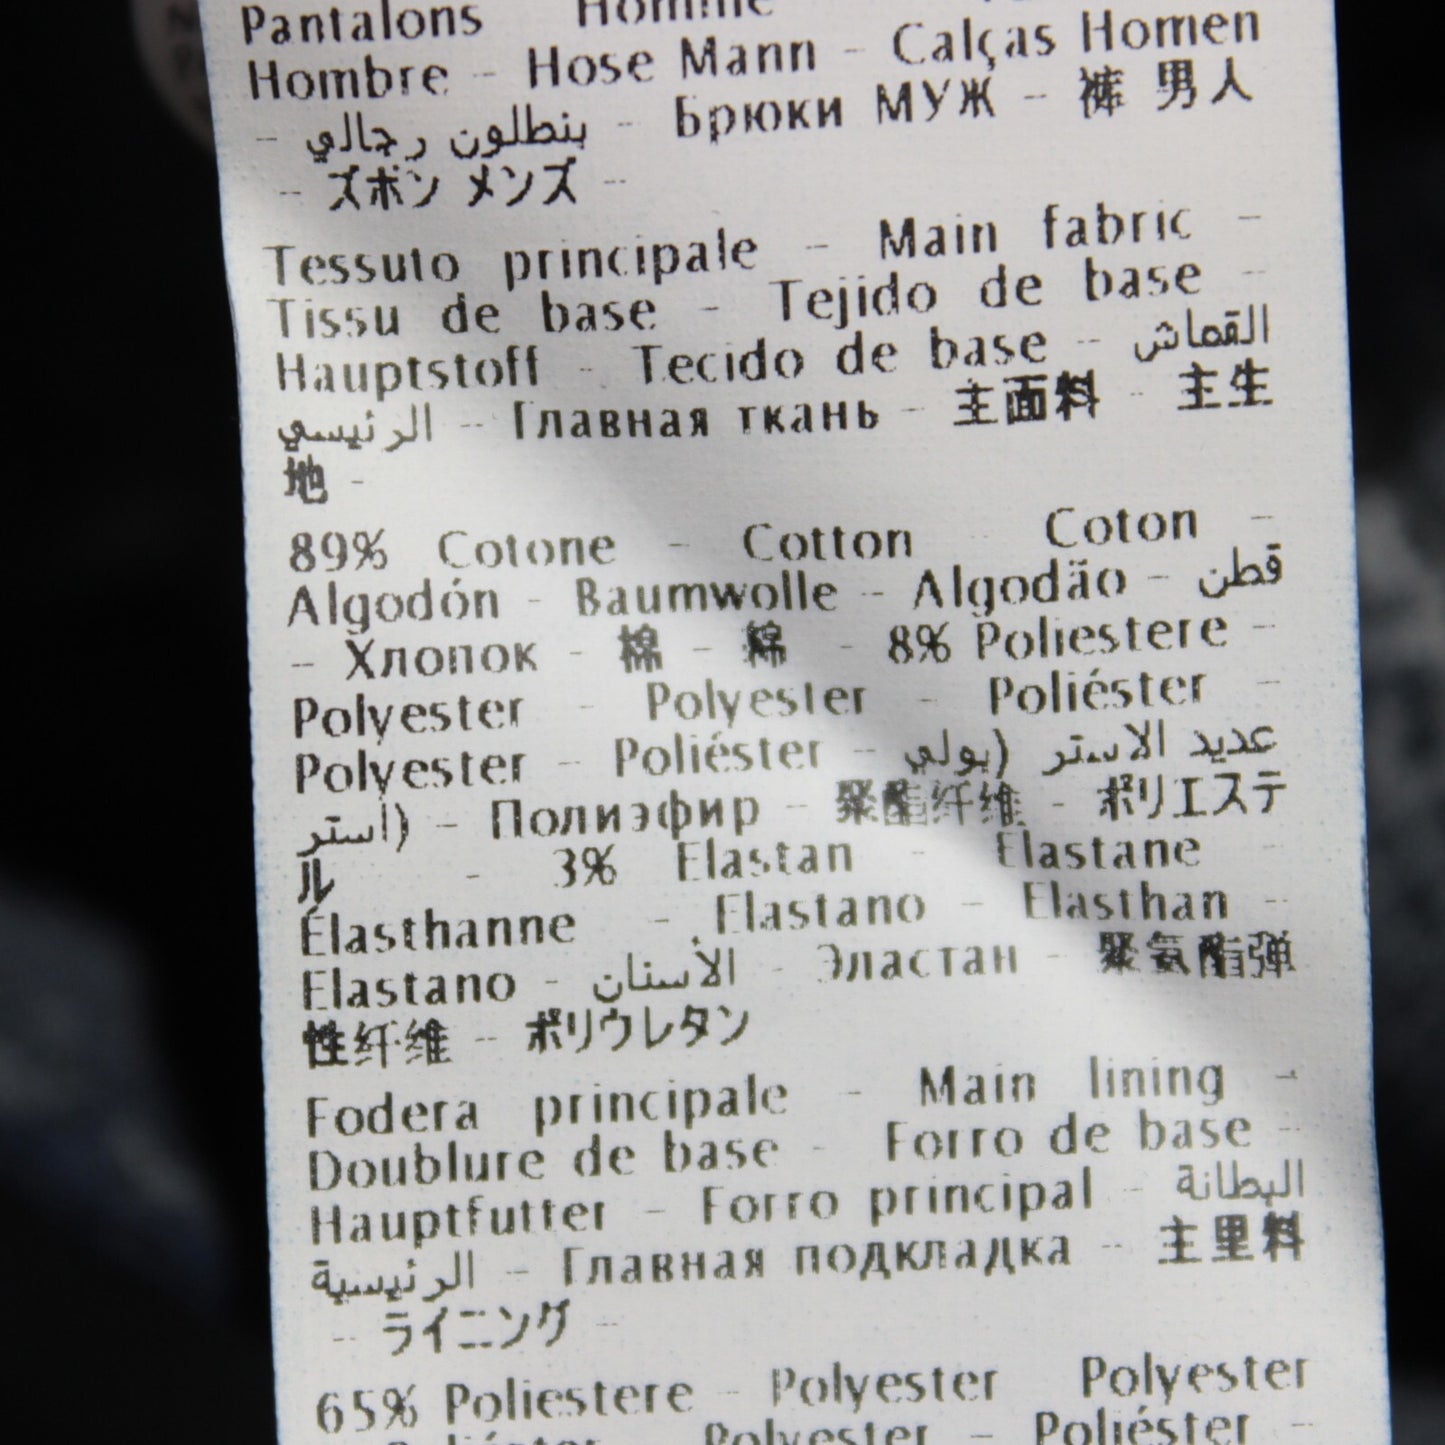 Pantalons Homme
Hombre - Hose Mann - Calças Homen
- بنطلون رجالي - Брюки МУЖ - 裤 男人
- ズボン メンズ -
Tessuto principale - Main fabric -
Tissu de base - Tejido de base -
Hauptstoff - Tecido de base - القماش
الرئيسي - Главная ткань - 主面料 - 主生
地 -
89% Cotone - Cotton - Coton -
Algodón - Baumwolle - Algodão - قطن
- Хлопок - 棉 - 綿 - 8% Poliestere -
Polyester - Polyester - Poliéster -
Polyester - Poliéster - عديد الاستر (بولي
استر) - Полиэфир - 聚酯纤维 - ポリエステ
ル - 3% Elastan - Elastane -
Élasthanne - Elastano - Elasthan -
Elastano - الأستان - Эластан - 聚氨酯弹
性纤维 - ポリウレタン
Fodera principale - Main lining -
Doublure de base - Forro de base -
Hauptfutter - Forro principal - البطانة
الرئيسية - Главная подкладка - 主里料
- ライニング -
65% Poliestere - Polyester Polyester
Poliéster - Polyester - Poliéster -